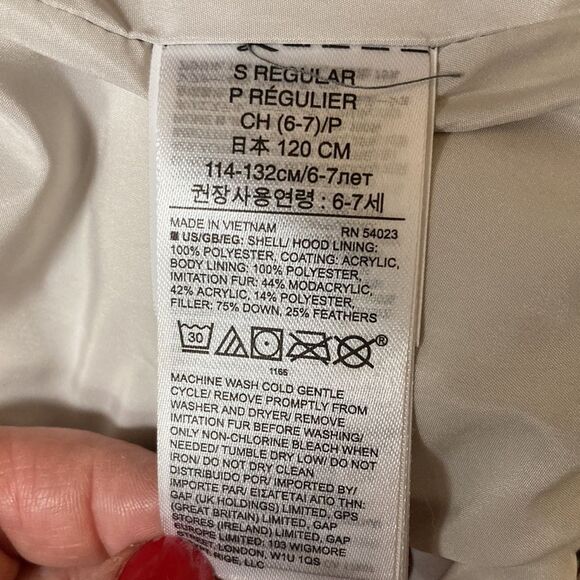 S REGULAR
P RÉGULIER
CH (6-7)/P
日本 120 CM
114-132см/6-7лет
권장사용연령 : 6-7세
MADE IN VIETNAM RN 54023
US/GB/EG: SHELL/ HOOD LINING:
100% POLYESTER, COATING: ACRYLIC,
BODY LINING: 100% POLYESTER,
IMITATION FUR: 44% MODACRYLIC,
42% ACRYLIC, 14% POLYESTER,
FILLER: 75% DOWN, 25% FEATHERS
30 ®
1165
MACHINE WASH COLD GENTLE
CYCLE/ REMOVE PROMPTLY FROM
WASHER AND DRYER/ REMOVE
IMITATION FUR BEFORE WASHING/
ONLY NON-CHLORINE BLEACH WHEN
NEEDED/ TUMBLE DRY LOW/ DO NOT
IRON/ DO NOT DRY CLEAN
DISTRIBUIDO POR/ IMPORTED BY/
IMPORTE PAR/ ΕΙΣΑΓΕΤΑΙ ΑΠΟ ΤΗΝ:
GAP (UK HOLDINGS) LIMITED, GPS
(GREAT BRITAIN) LIMITED, GAP
STORES (IRELAND) LIMITED, GAP
EUROPE LIMITED: 103 WIGMORE
STREET, LONDON, W1U 1QS
RIGE, LLC